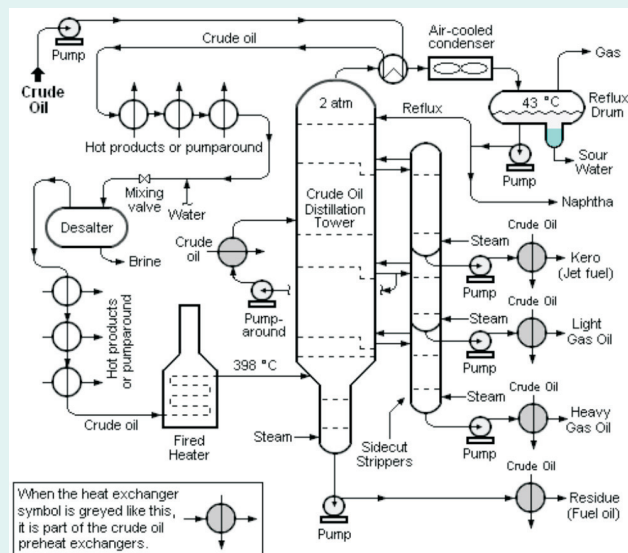 Pump
Crude
Oil
Crude oil
Air-cooled
condenser
Gas
2 atm
Reflux
43 °C
Reflux
Drum
Hot products or pumparound
Pump
Sour
Water
Mixing
valve
Water
Naphtha
Desalter
Brine
Crude
oil
Crude Oil
Distillation
Tower
Pump-
around
Steam
Pump
Crude Oil
Kero
(Jet fuel)
Hot products
or pumparound
Steam
Pump
Crude Oil
Light
Gas Oil
398 °C
Crude oil
Fired
Heater
Steam
Steam
Sidecut
Strippers
Pump
Crude Oil
Heavy
Gas Oil
When the heat exchanger
symbol is greyed like this,
it is part of the crude oil
preheat exchangers.
Pump
Crude Oil
Residue
(Fuel oil)